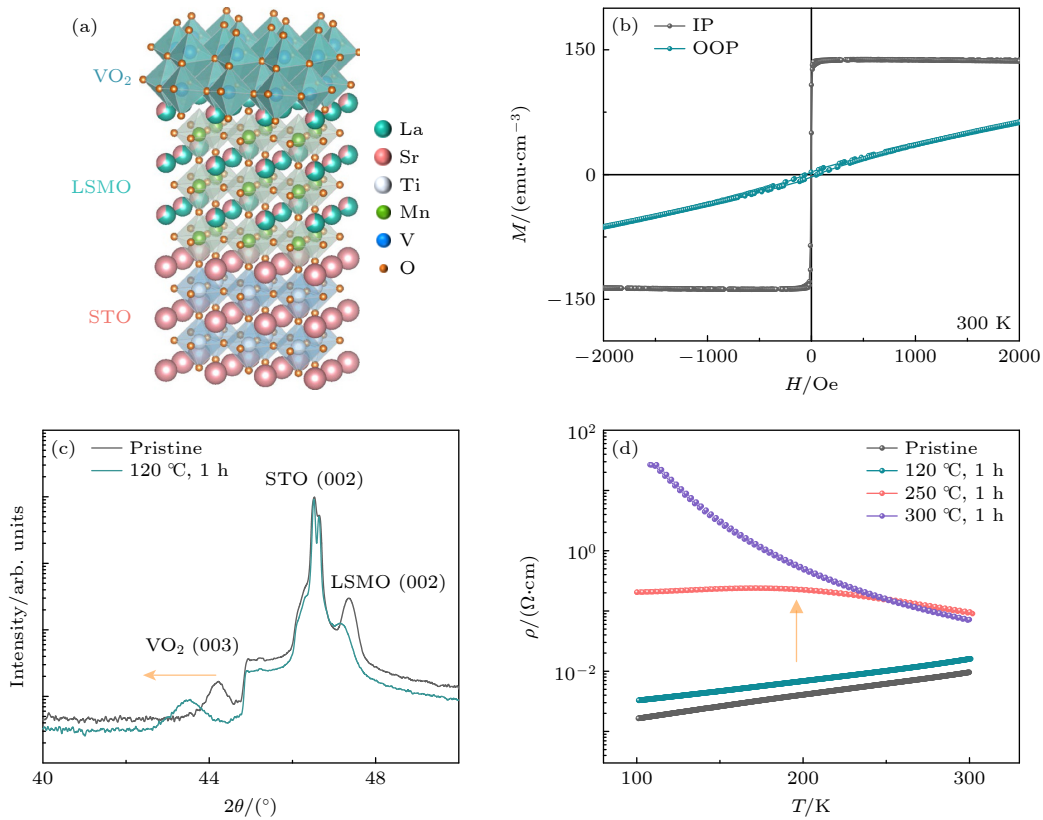 (a)
VO₂
LSMO
STO
La
Sr
Ti
Mn
V
O
(b)
IP
OOP
M/(emu·cm⁻³)
150
0
−150
300 K
−2000 −1000 0 1000 2000
H/Oe
(c)
Pristine
120 ℃, 1 h
STO (002)
LSMO (002)
VO₂ (003)
Intensity/arb. units
40 44 46 48
2θ/(°)
(d)
Pristine
120 ℃, 1 h
250 ℃, 1 h
300 ℃, 1 h
ρ/(Ω·cm)
10²
10⁰
10⁻²
100 200 300
T/K